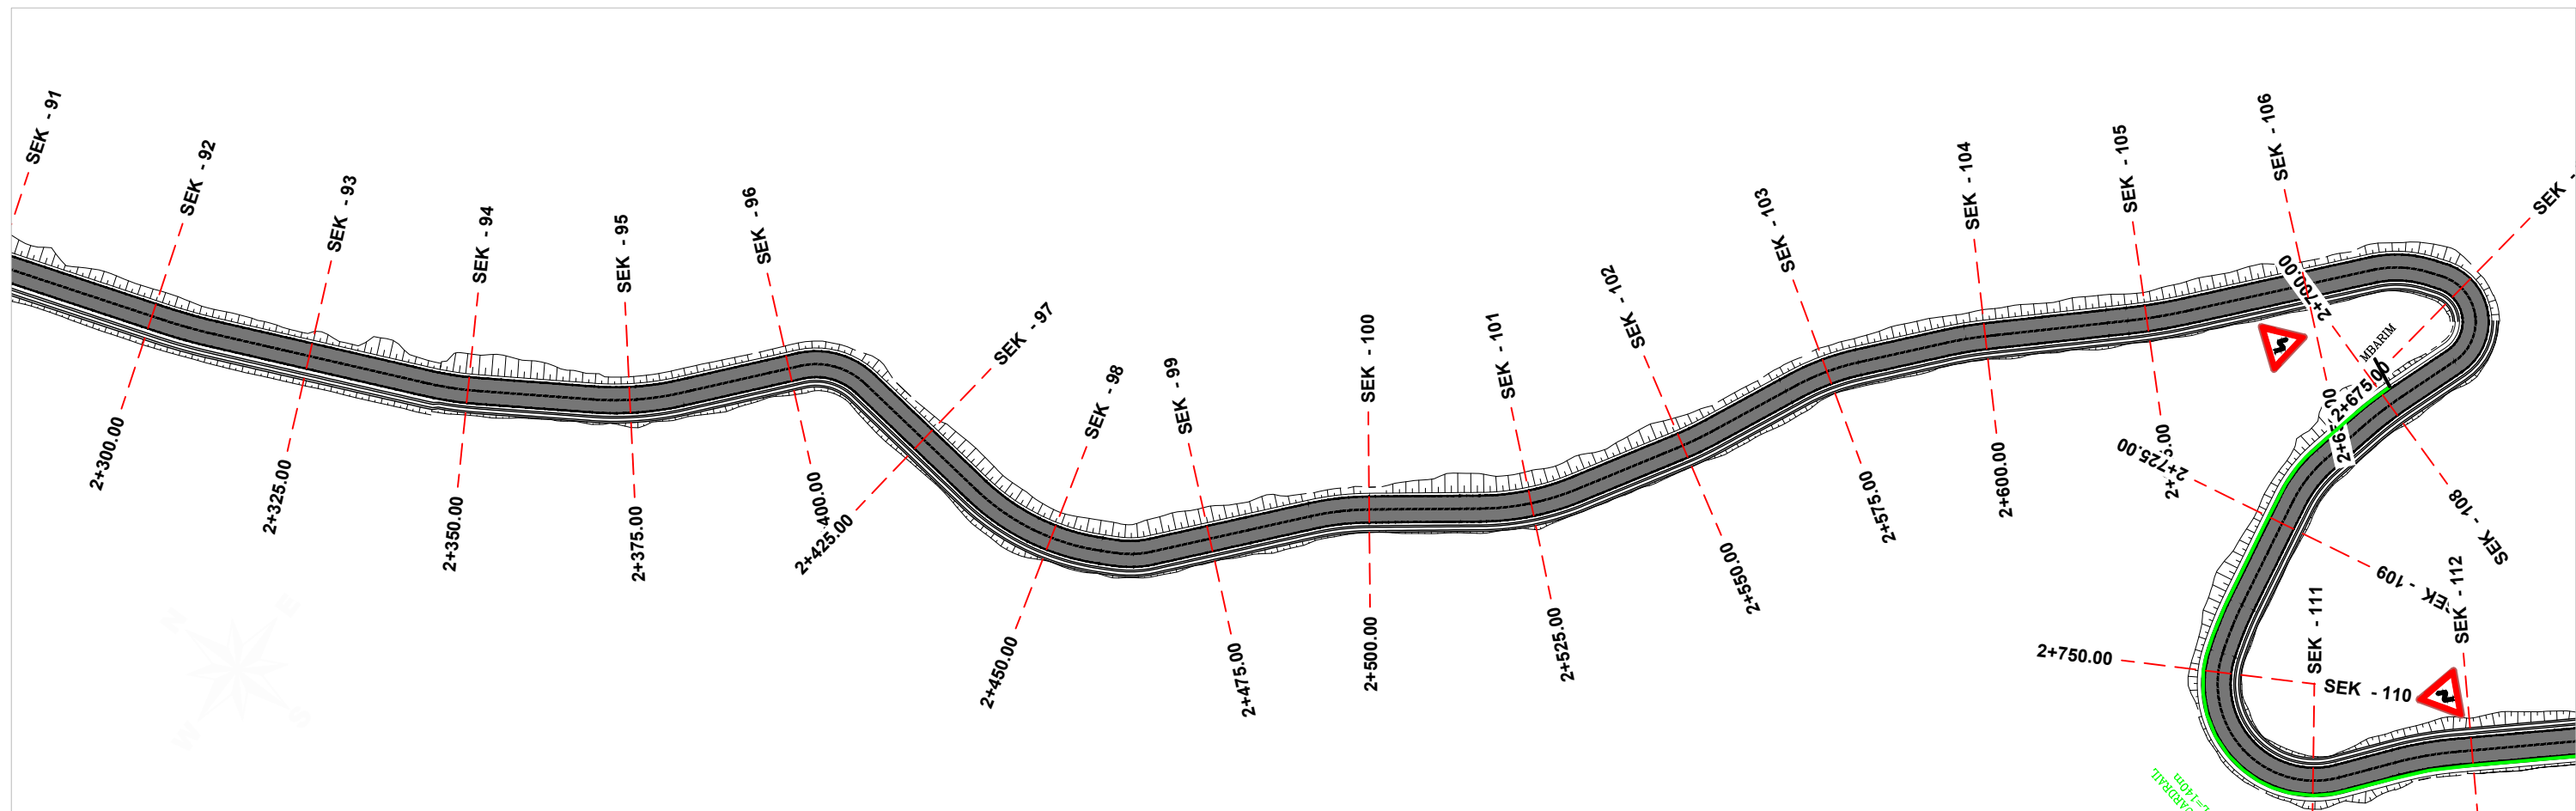 SEK - 91
SEK - 92
SEK - 93
SEK - 94
SEK - 95
SEK - 96
SEK - 97
SEK - 98
SEK - 99
SEK - 100
SEK - 101
SEK - 102
SEK - 103
SEK - 104
SEK - 105
SEK - 106
SEK -
2+300.00
2+325.00
2+350.00
2+375.00
400.00
2+425.00
2+450.00
2+475.00
2+500.00
2+525.00
2+550.00
2+575.00
2+600.00
2+700.00
MBARIM
2+675.00
2+725.00
SEK - 108
SEK - 109
2+750.00
SEK - 110
SEK - 111
SEK - 112
L=140m
N
E
S
W